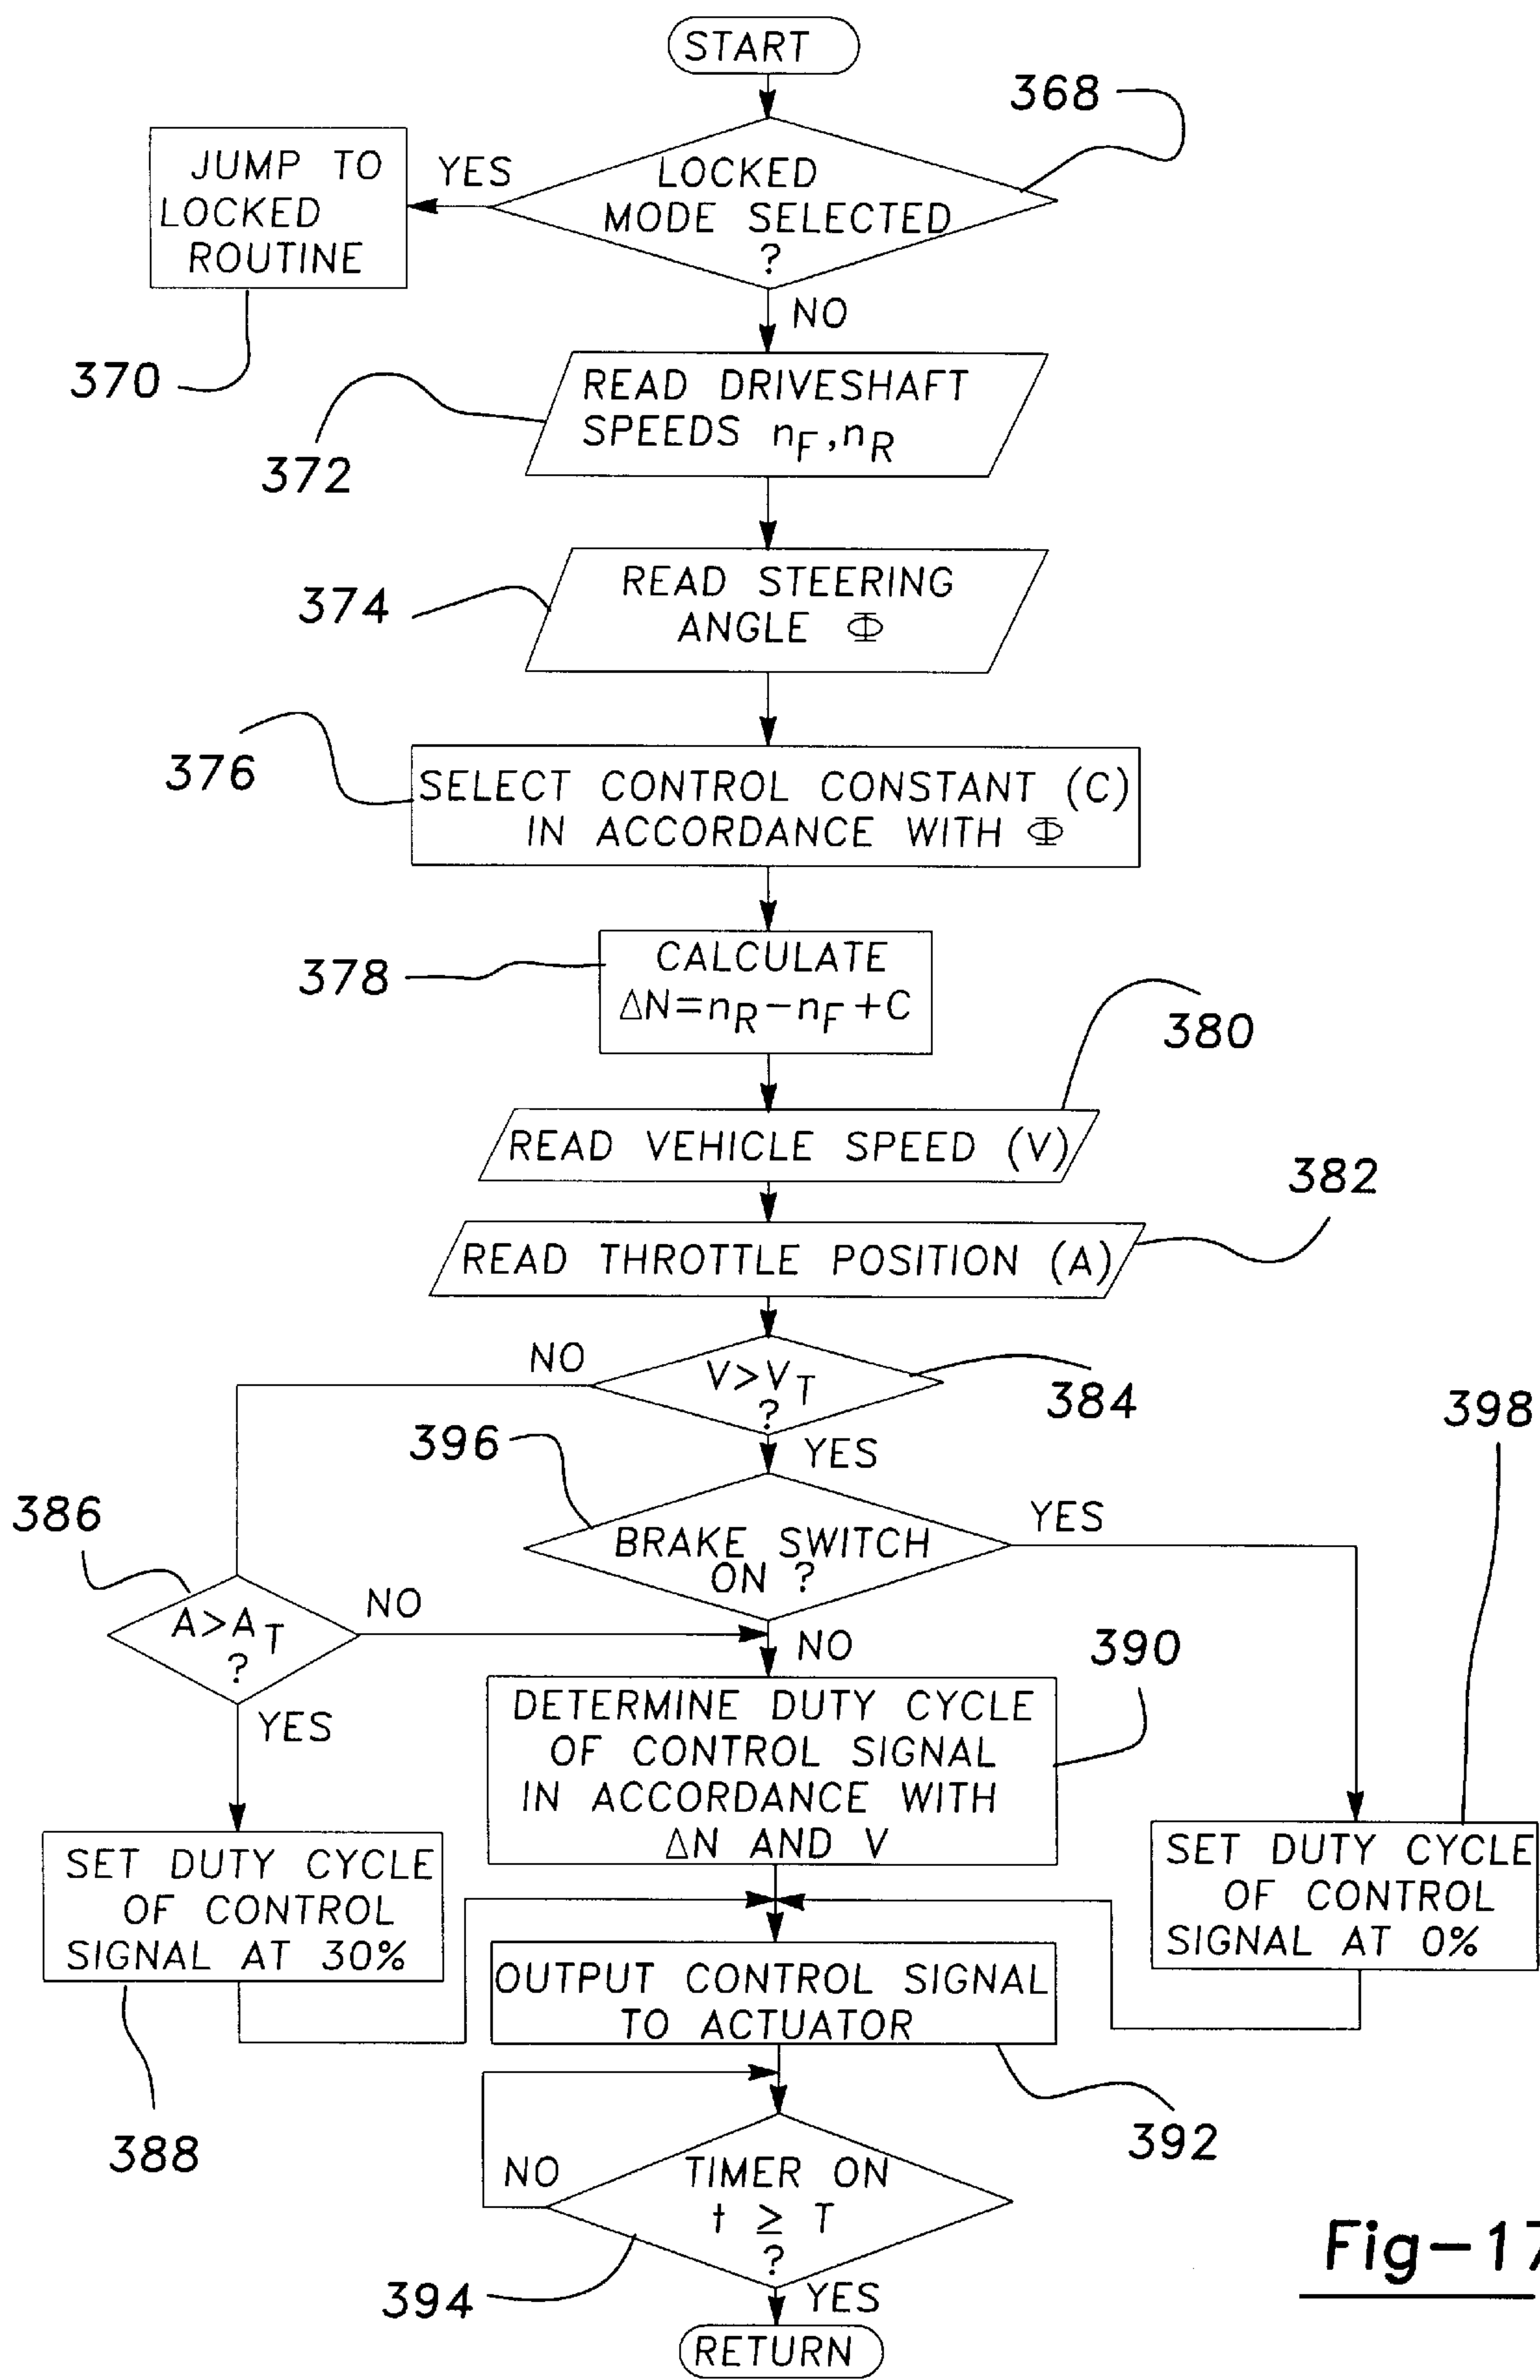 START
368
JUMP TO
LOCKED
ROUTINE
YES
LOCKED
MODE SELECTED
?
NO
370
READ DRIVESHAFT
SPEEDS nF,nR
372
READ STEERING
ANGLE Φ
374
376
SELECT CONTROL CONSTANT (C)
IN ACCORDANCE WITH Φ
CALCULATE
ΔN=nR−nF+C
378
380
READ VEHICLE SPEED (V)
382
READ THROTTLE POSITION (A)
NO
V>VT
?
384
398
396
YES
386
BRAKE SWITCH
ON ?
YES
A>AT
?
NO
NO
390
YES
DETERMINE DUTY CYCLE
OF CONTROL SIGNAL
IN ACCORDANCE WITH
ΔN AND V
SET DUTY CYCLE
OF CONTROL
SIGNAL AT 30%
SET DUTY CYCLE
OF CONTROL
SIGNAL AT 0%
OUTPUT CONTROL SIGNAL
TO ACTUATOR
388
392
NO
TIMER ON
t ≥ T
?
394
YES
RETURN
Fig-17